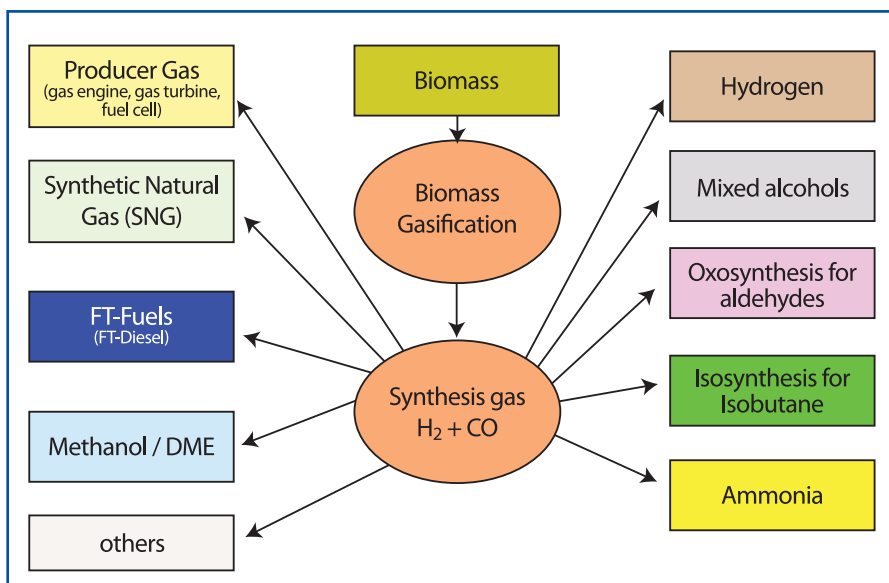 Producer Gas
(gas engine, gas turbine,
fuel cell)
Synthetic Natural
Gas (SNG)
FT-Fuels
(FT-Diesel)
Methanol / DME
others
Biomass
Biomass
Gasification
Synthesis gas
H₂ + CO
Hydrogen
Mixed alcohols
Oxosynthesis for
aldehydes
Isosynthesis for
Isobutane
Ammonia